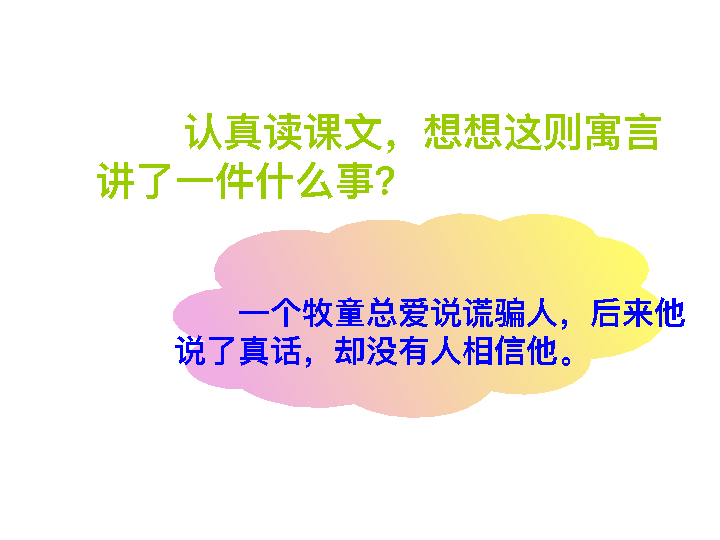 认真读课文，想想这则寓言
讲了一件什么事？
一个牧童总爱说谎骗人，后来他
说了真话，却没有人相信他。